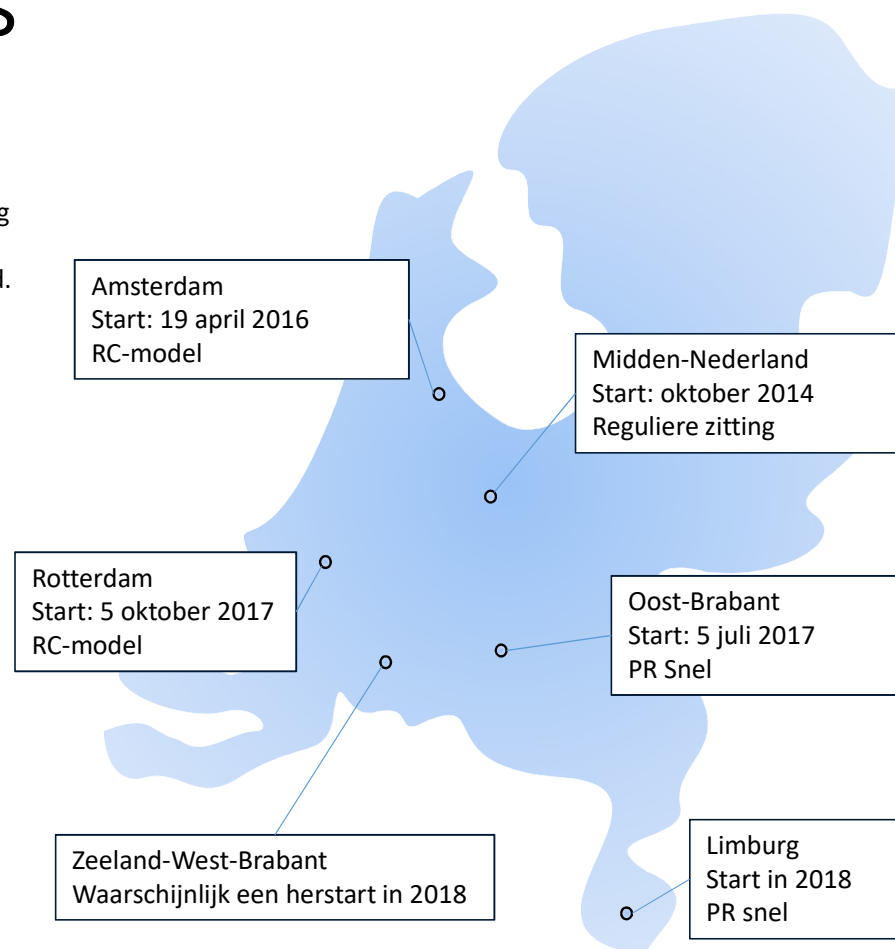 s
g
d.
Amsterdam
Start: 19 april 2016
RC-model
Midden-Nederland
Start: oktober 2014
Reguliere zitting
Rotterdam
Start: 5 oktober 2017
RC-model
Oost-Brabant
Start: 5 juli 2017
PR Snel
Zeeland-West-Brabant
Waarschijnlijk een herstart in 2018
Limburg
Start in 2018
PR snel